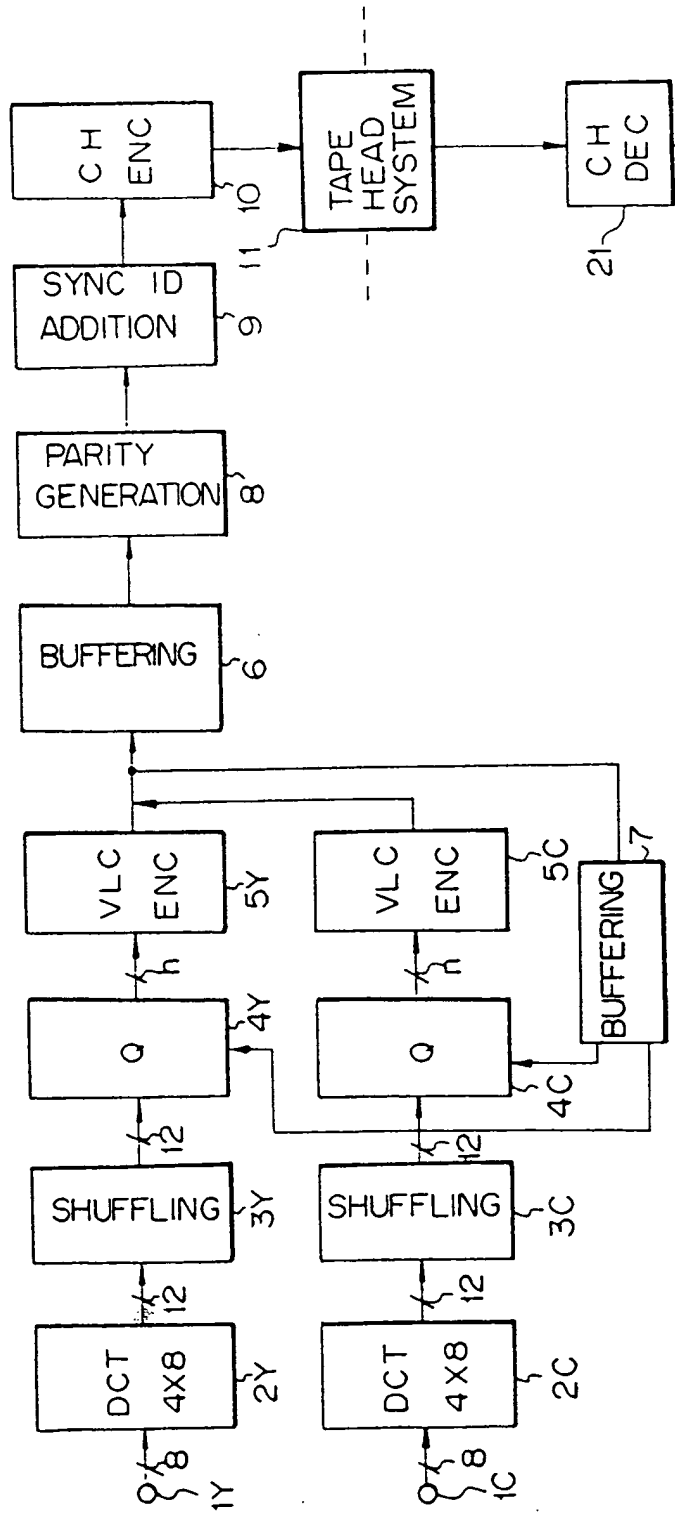 1Y
8
DCT
4X8
2Y
12
SHUFFLING
3Y
12
Q
4Y
n
VLC
ENC
5Y
BUFFERING
6
PARITY
GENERATION
8
SYNC ID
ADDITION
9
CH
ENC
10
11
TAPE
HEAD
SYSTEM
21
CH
DEC
1C
8
DCT
4X8
2C
12
SHUFFLING
3C
12
Q
4C
n
VLC
ENC
5C
BUFFERING
7